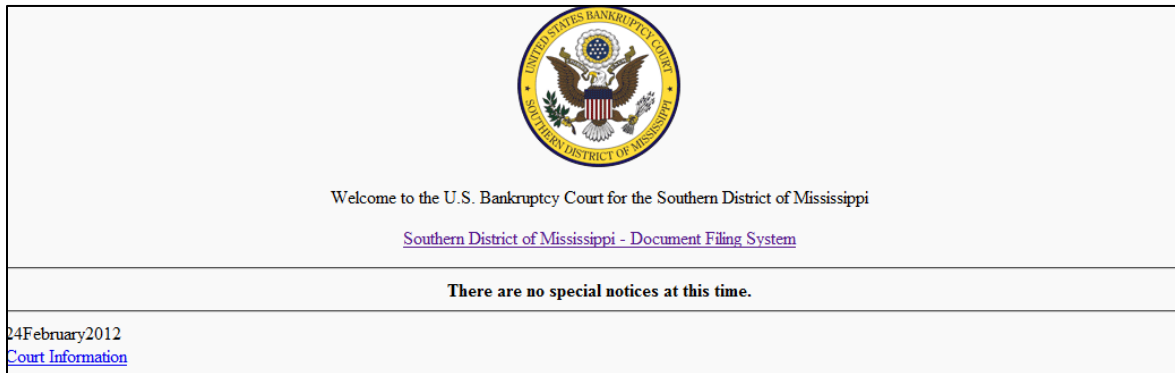 UNITED STATES BANKRUPTCY COURT
SOUTHERN DISTRICT OF MISSISSIPPI
Welcome to the U.S. Bankruptcy Court for the Southern District of Mississippi
Southern District of Mississippi - Document Filing System
There are no special notices at this time.
24February2012
Court Information